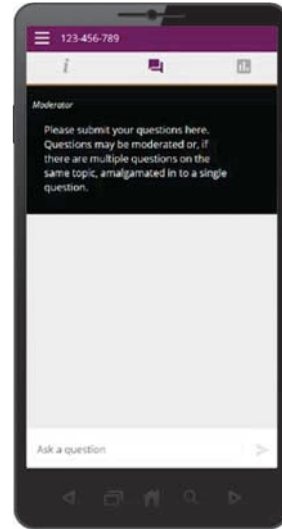 123-456-789
i
Moderator
Please submit your questions here.
Questions may be moderated or, if
there are multiple questions on the
same topic, amalgamated in to a single
question.
Ask a question